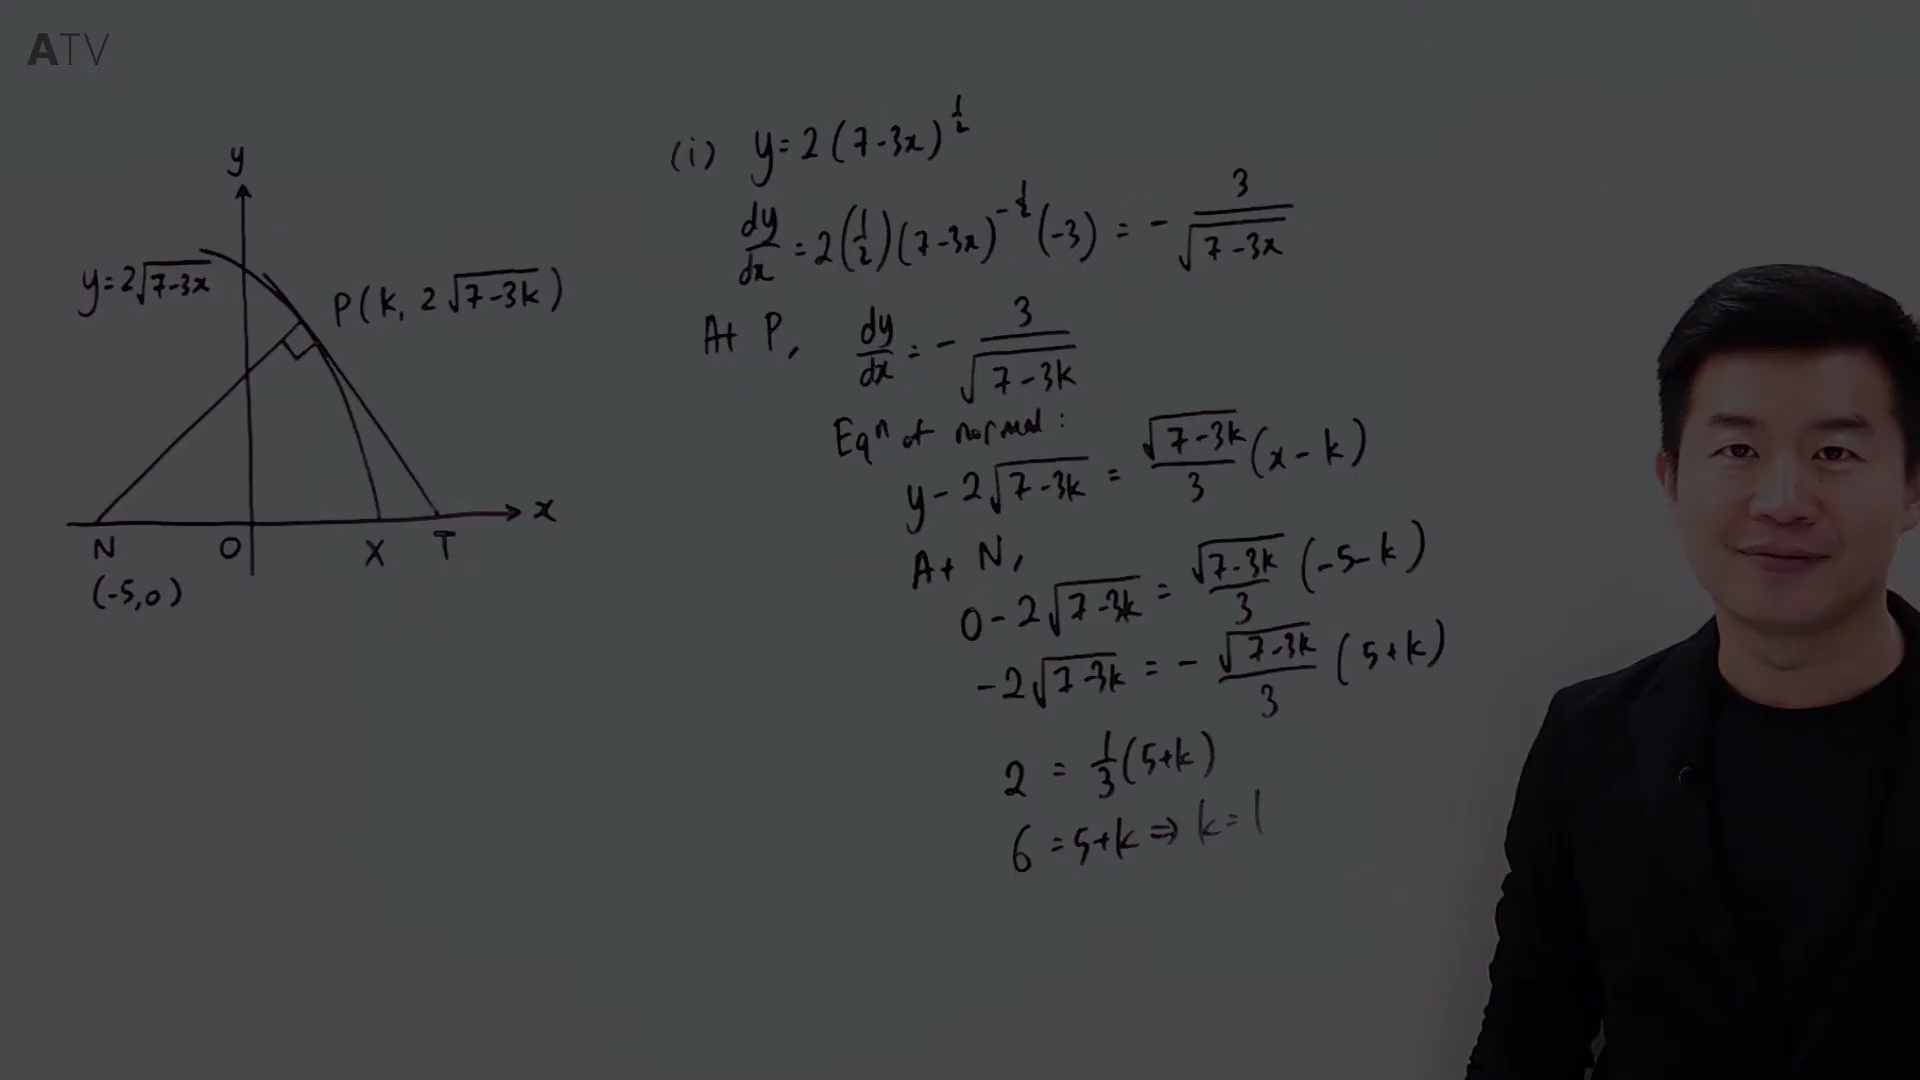 ATV
y
y=2√(7-3x)
P(k, 2√(7-3k))
N O X T x
(-5,0)
(i) y=2(7-3x)^(1/2)
dy/dx = 2(1/2)(7-3x)^(-1/2)(-3) = -3/√(7-3x)
At P, dy/dx = -3/√(7-3k)
Eqⁿ of normal:
y-2√(7-3k) = √(7-3k)/3 (x-k)
At N,
0-2√(7-3k) = √(7-3k)/3 (-5-k)
-2√(7-3k) = -√(7-3k)/3 (5+k)
2 = 1/3(5+k)
6 = 5+k ⇒ k=1